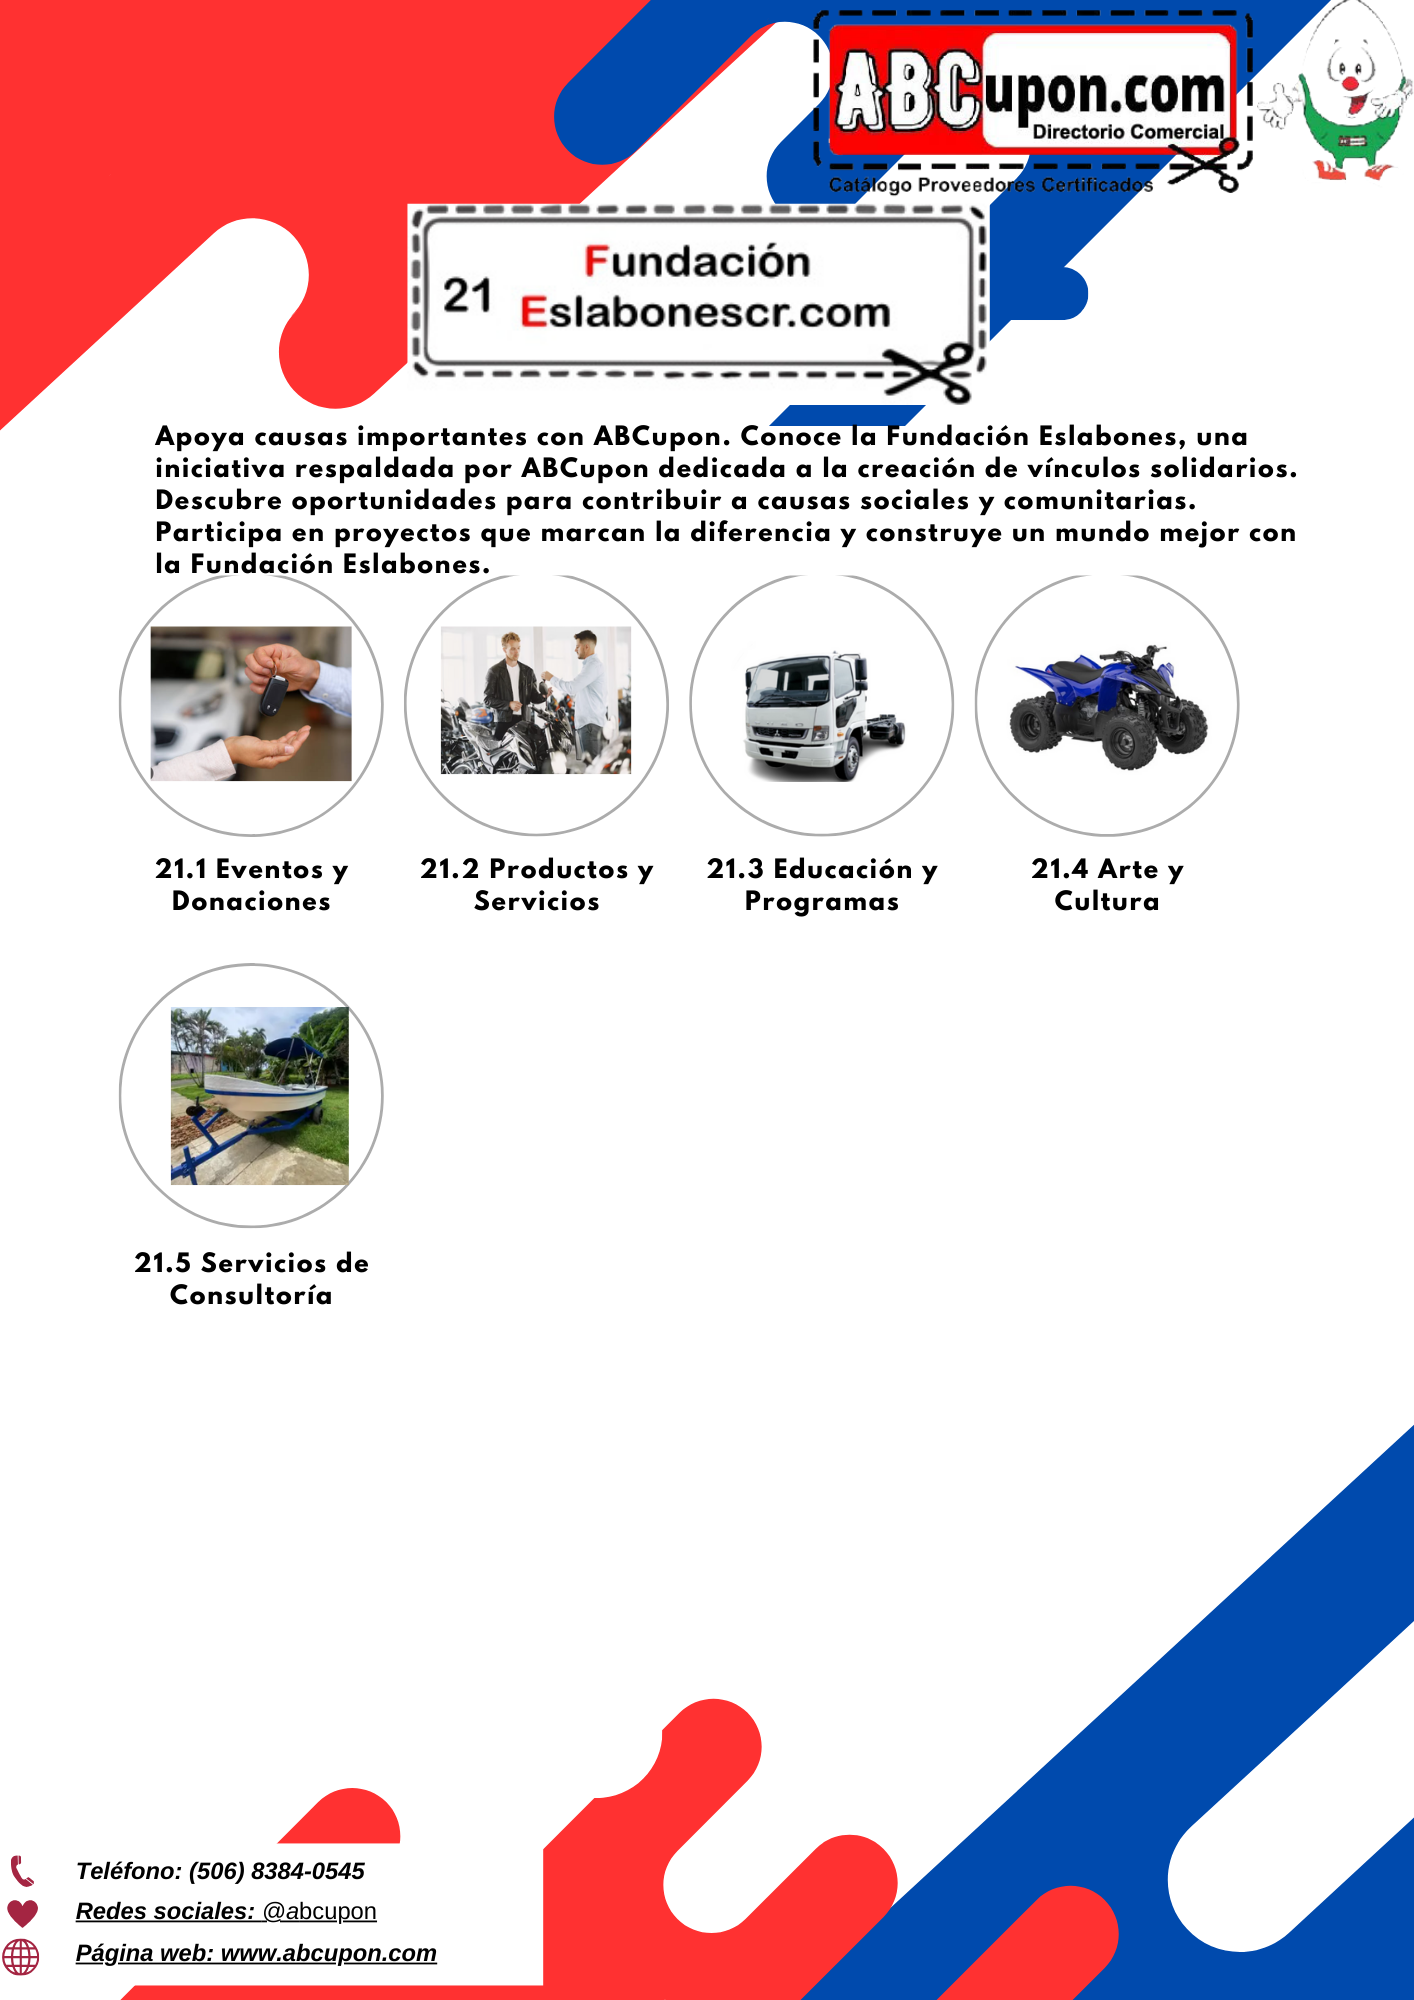 ABCupon.com
Directorio Comercial
Catálogo Proveedores Certificados
21
Fundación
Eslabonescr.com
Apoya causas importantes con ABCupon. Conoce la Fundación Eslabones, una
iniciativa respaldada por ABCupon dedicada a la creación de vínculos solidarios.
Descubre oportunidades para contribuir a causas sociales y comunitarias.
Participa en proyectos que marcan la diferencia y construye un mundo mejor con
la Fundación Eslabones.
21.1 Eventos y
Donaciones
21.2 Productos y
Servicios
21.3 Educación y
Programas
21.4 Arte y
Cultura
21.5 Servicios de
Consultoría
Teléfono: (506) 8384-0545
Redes sociales: @abcupon
Página web: www.abcupon.com